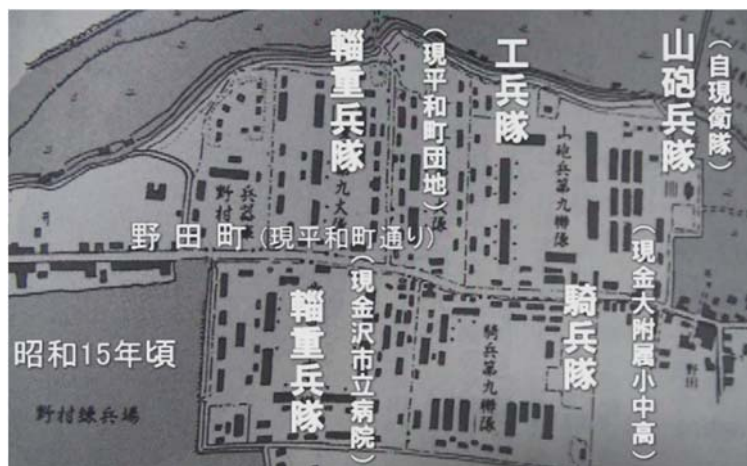 山砲兵隊
（自現衛隊）
工兵隊
（現平和町団地）
輜重兵隊
山砲兵第九聯隊
野田町 (現平和町通り)
騎兵隊
（現金大附属小中高）
輜重兵隊
（現金沢市立病院）
騎兵第九聯隊
野田
昭和15年頃
野村練兵場